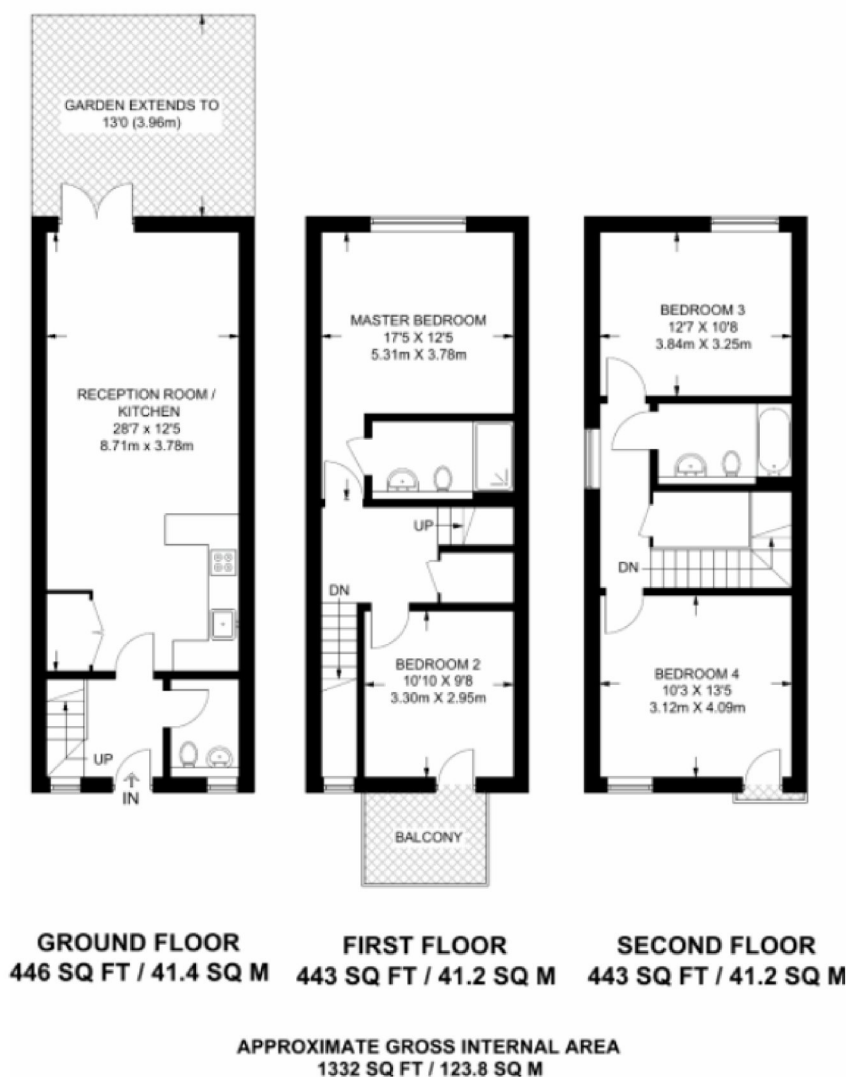 GARDEN EXTENDS TO
13'0 (3.96m)
RECEPTION ROOM /
KITCHEN
28'7 x 12'5
8.71m x 3.78m
UP
IN
MASTER BEDROOM
17'5 X 12'5
5.31m X 3.78m
UP
DN
BEDROOM 2
10'10 X 9'8
3.30m X 2.95m
BALCONY
BEDROOM 3
12'7 X 10'8
3.84m X 3.25m
DN
BEDROOM 4
10'3 X 13'5
3.12m X 4.09m
GROUND FLOOR
446 SQ FT / 41.4 SQ M
FIRST FLOOR
443 SQ FT / 41.2 SQ M
SECOND FLOOR
443 SQ FT / 41.2 SQ M
APPROXIMATE GROSS INTERNAL AREA
1332 SQ FT / 123.8 SQ M